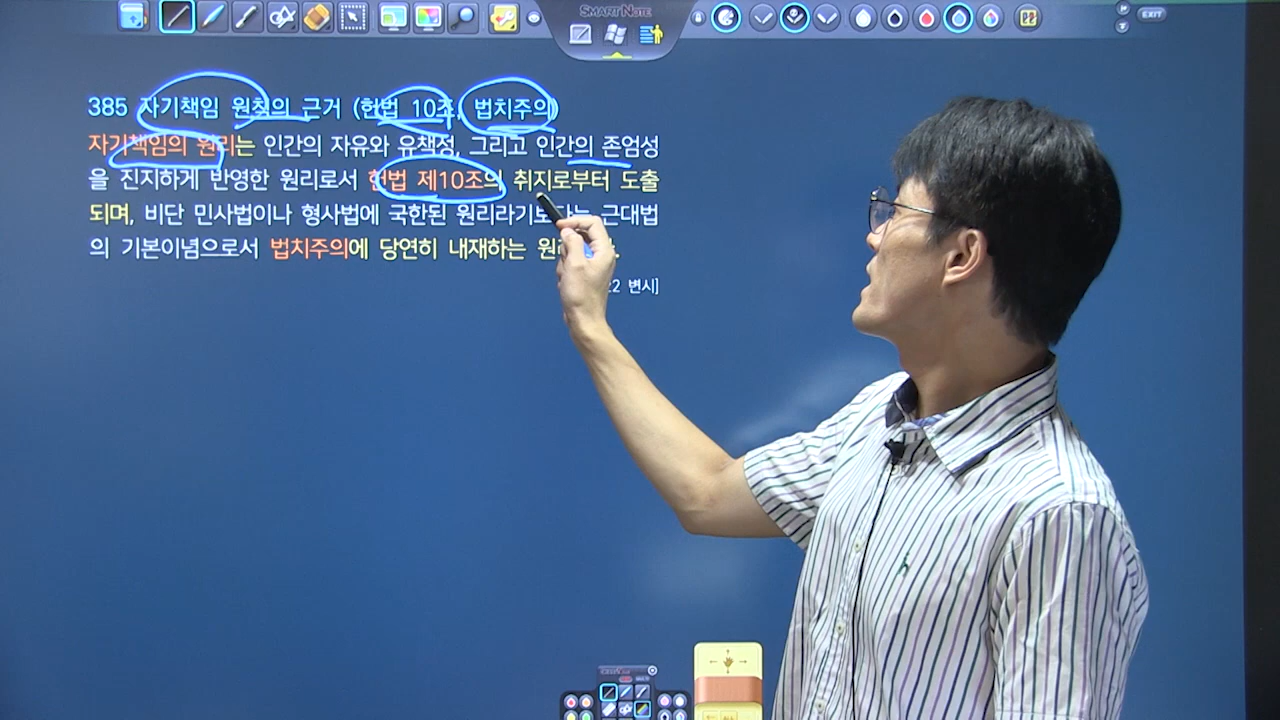 SMART NOTE
EXIT
385 자기책임 원칙의 근거 (헌법 10조, 법치주의)
자기책임의 원리는 인간의 자유와 유책성, 그리고 인간의 존엄성
을 진지하게 반영한 원리로서 헌법 제10조의 취지로부터 도출
되며, 비단 민사법이나 형사법에 국한된 원리라기보다는 근대법
의 기본이념으로서 법치주의에 당연히 내재하는
변시]